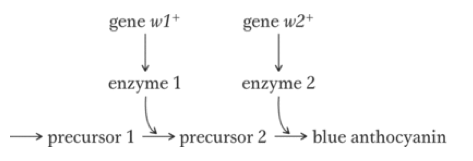 gene w1⁺ gene w2⁺
enzyme 1 enzyme 2
precursor 1 precursor 2 blue anthocyanin